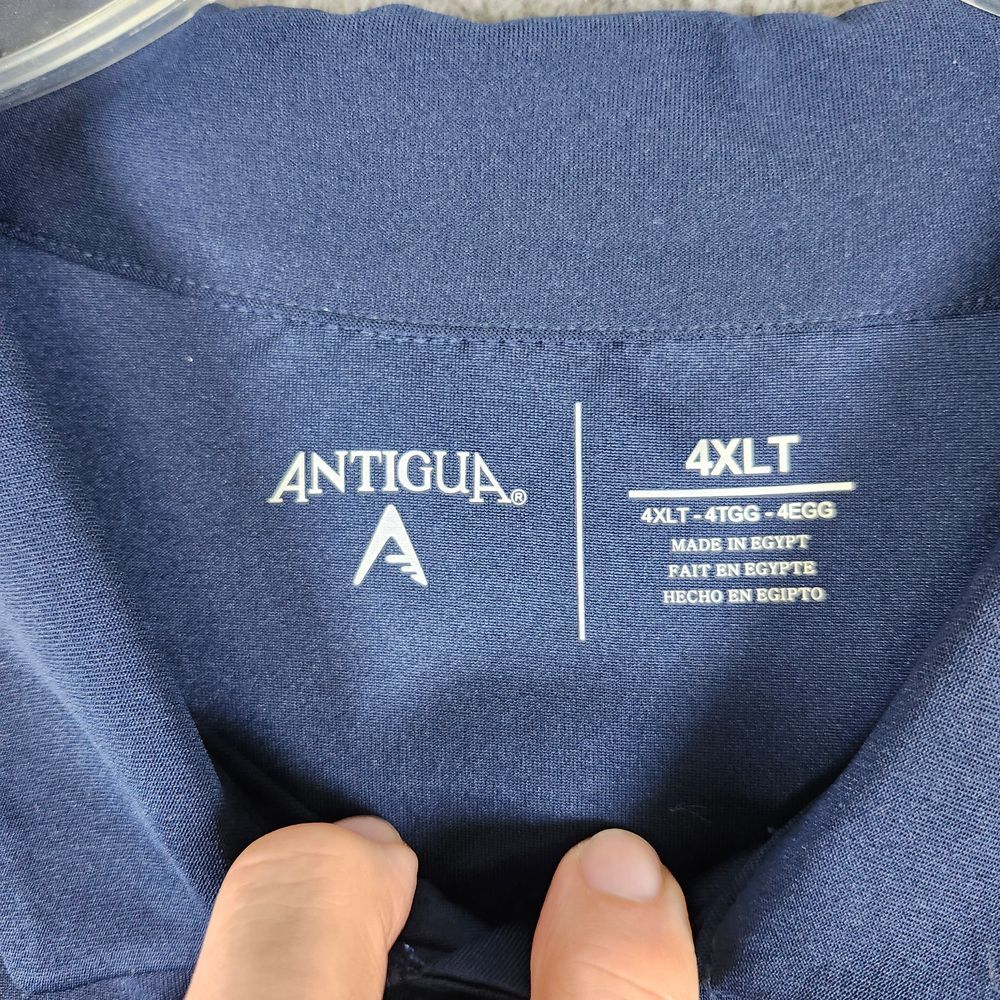 ANTIGUA®
4XLT
4XLT - 4TGG - 4EGG
MADE IN EGYPT
FAIT EN EGYPTE
HECHO EN EGIPTO